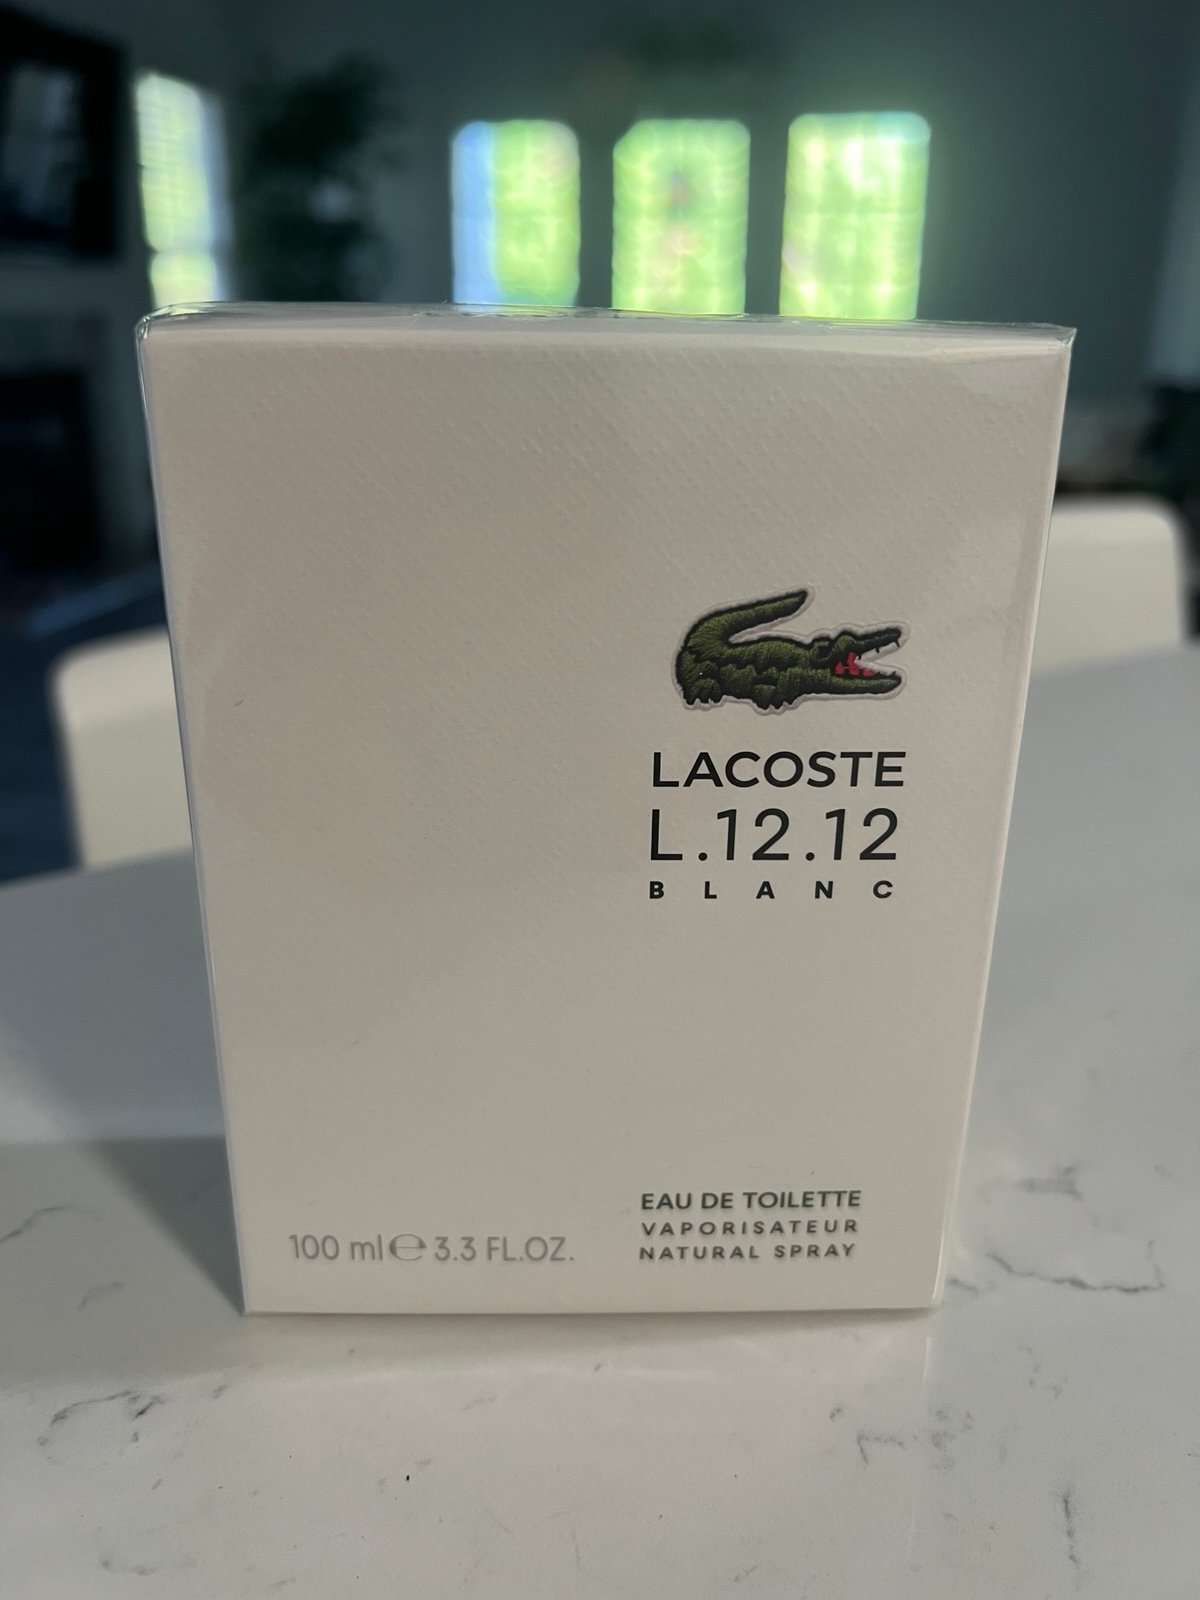 LACOSTE
L.12.12
BLANC
EAU DE TOILETTE
VAPORISATEUR
NATURAL SPRAY
100 ml ℮ 3.3 FL.OZ.